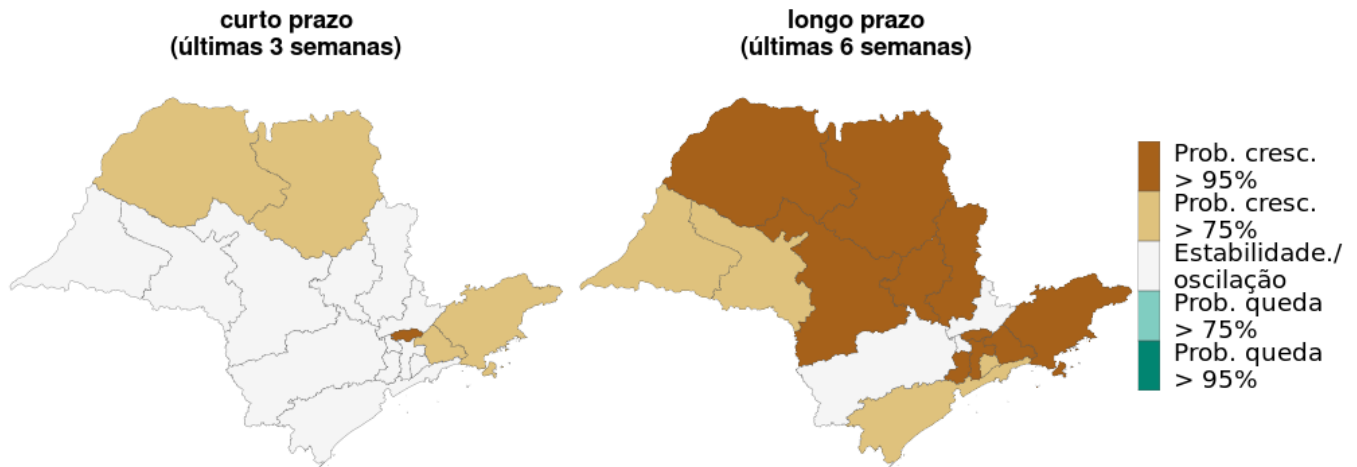 curto prazo
(últimas 3 semanas)
longo prazo
(últimas 6 semanas)
Prob. cresc.
> 95%
Prob. cresc.
> 75%
Estabilidade./
oscilação
Prob. queda
> 75%
Prob. queda
> 95%